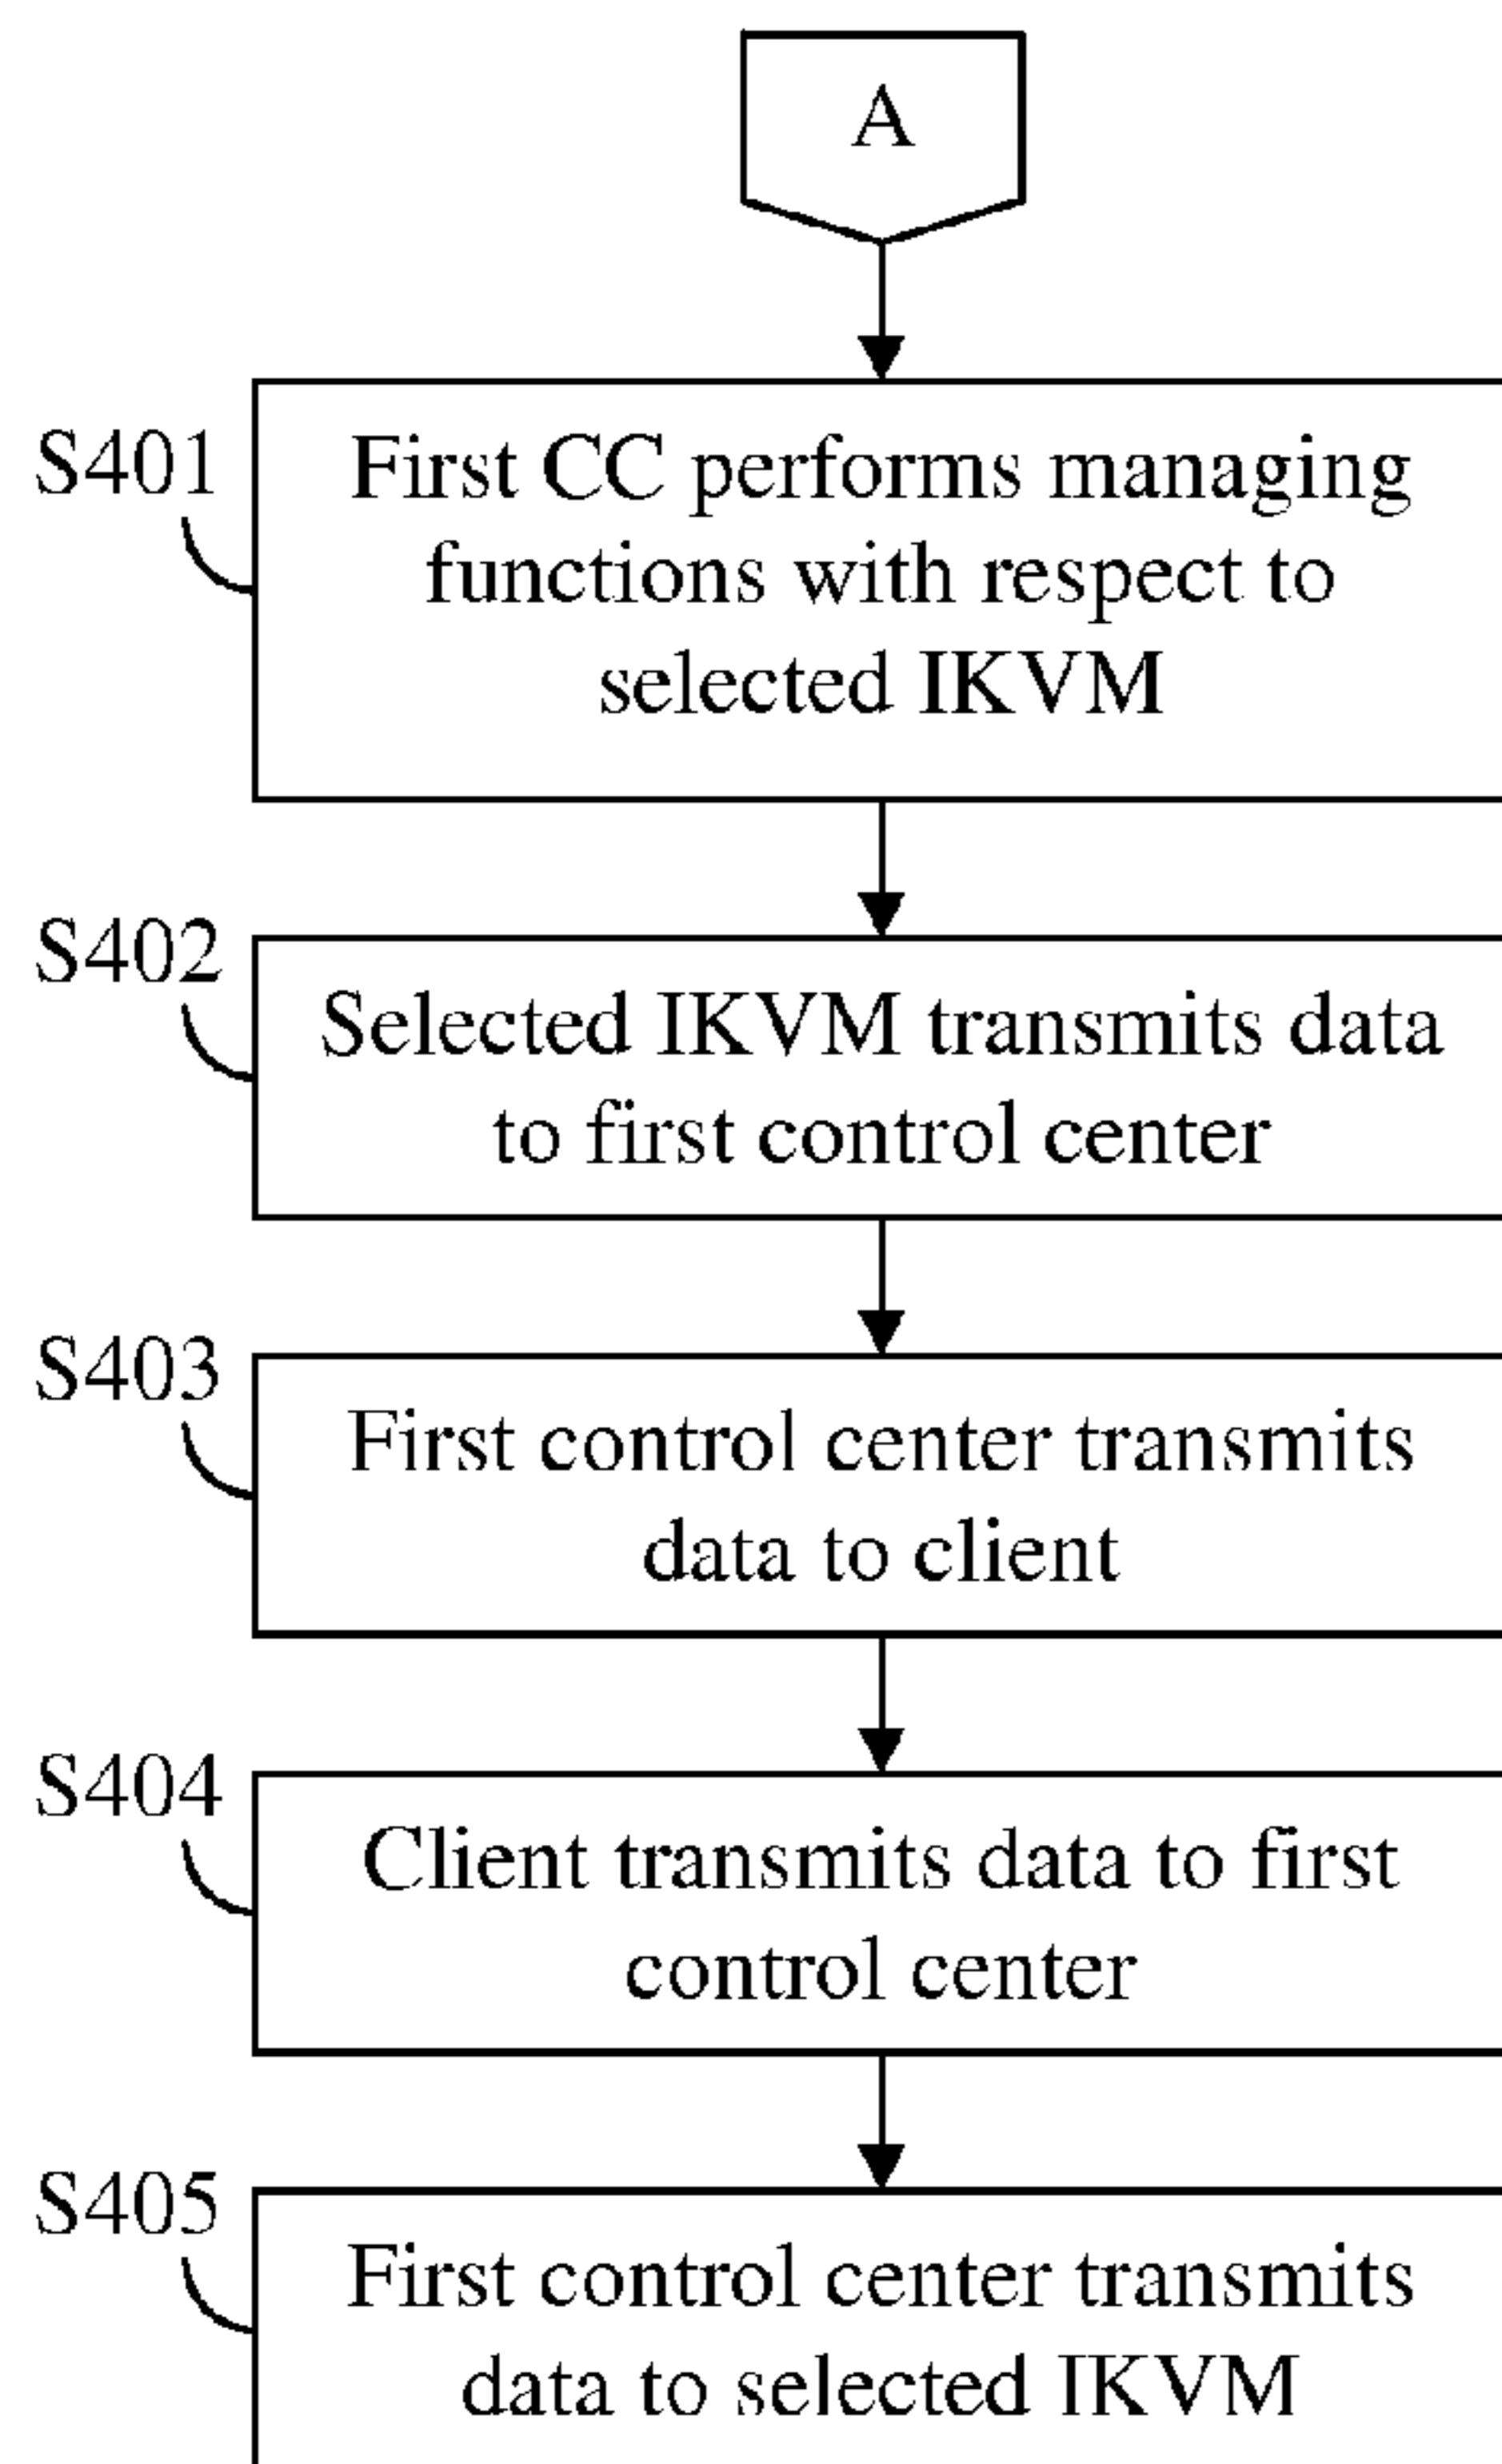 A
S401
First CC performs managing
functions with respect to
selected IKVM
S402
Selected IKVM transmits data
to first control center
S403
First control center transmits
data to client
S404
Client transmits data to first
control center
S405
First control center transmits
data to selected IKVM